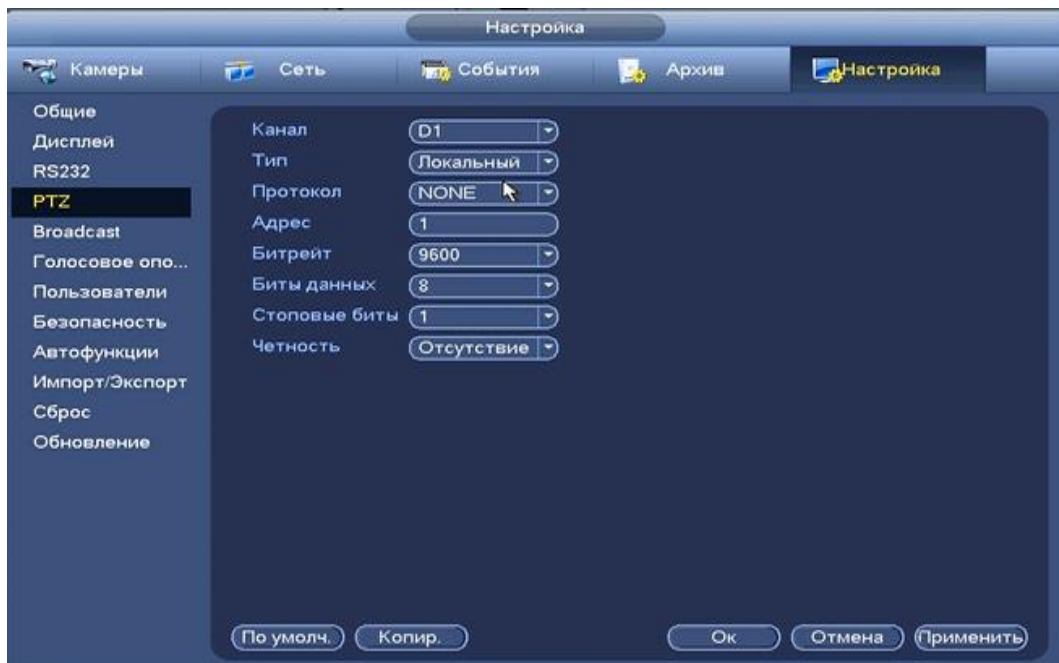 Настройка
Камеры
Сеть
События
Архив
Настройка
Общие
Дисплей
RS232
PTZ
Broadcast
Голосовое опо...
Пользователи
Безопасность
Автофункции
Импорт/Экспорт
Сброс
Обновление
Канал D1
Тип Локальный
Протокол NONE
Адрес 1
Битрейт 9600
Биты данных 8
Стоповые биты 1
Четность Отсутствие
По умолч. Копир. Ок Отмена Применить